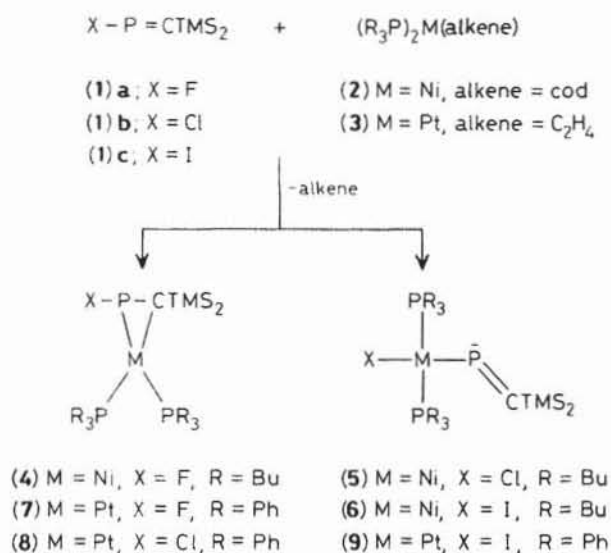 X – P = CTMS₂ + (R₃P)₂M(alkene)
(1) a; X = F (2) M = Ni, alkene = cod
(1) b; X = Cl (3) M = Pt, alkene = C₂H₄
(1) c; X = I
-alkene
X – P – CTMS₂
M
R₃P PR₃
PR₃
X – M – P̄
CTMS₂
PR₃
(4) M = Ni, X = F, R = Bu (5) M = Ni, X = Cl, R = Bu
(7) M = Pt, X = F, R = Ph (6) M = Ni, X = I, R = Bu
(8) M = Pt, X = Cl, R = Ph (9) M = Pt, X = I, R = Ph